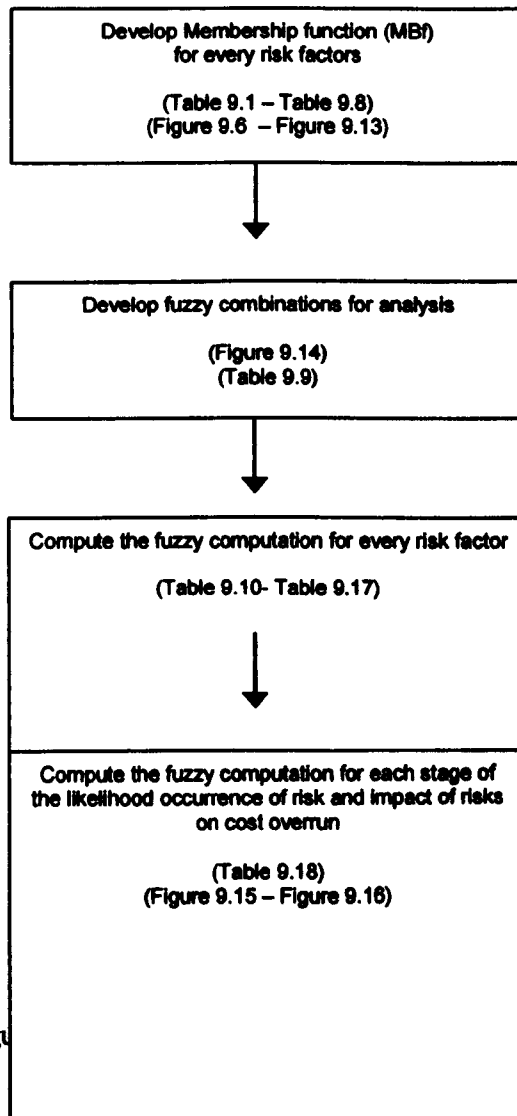 Develop Membership function (MBf)
for every risk factors
(Table 9.1 – Table 9.8)
(Figure 9.6 – Figure 9.13)
Develop fuzzy combinations for analysis
(Figure 9.14)
(Table 9.9)
Compute the fuzzy computation for every risk factor
(Table 9.10- Table 9.17)
Compute the fuzzy computation for each stage of
the likelihood occurrence of risk and impact of risks
on cost overrun
(Table 9.18)
(Figure 9.15 – Figure 9.16)